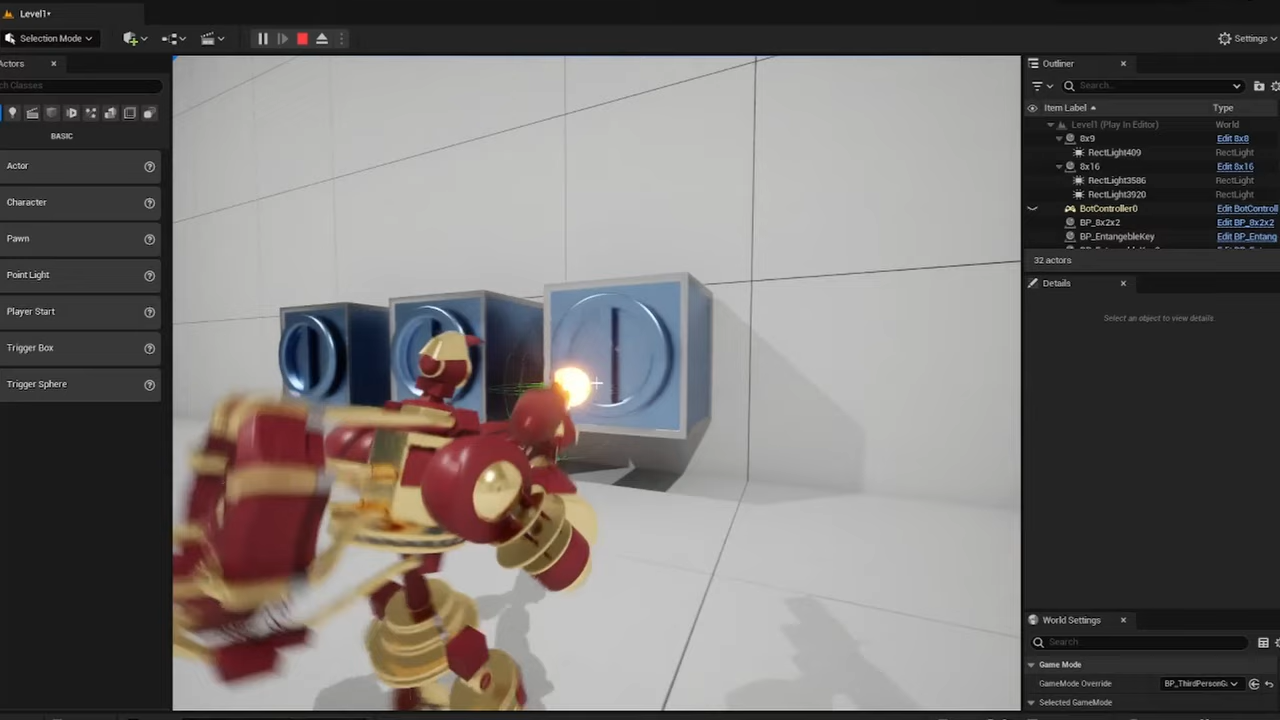 Level1•
Selection Mode
Settings
Actors
ch Classes
BASIC
Actor
Character
Pawn
Point Light
Player Start
Trigger Box
Trigger Sphere
Outliner
Search...
Item Label
Type
Level1 (Play In Editor)
World
8x9
Edit 8x8
RectLight409
RectLight
8x16
Edit 8x16
RectLight3586
RectLight
RectLight3920
RectLight
BotController0
Edit BotControll
BP_8x2x2
Edit BP_8x2x2
BP_EntangebleKey
Edit BP_Entang
32 actors
Details
Select an object to view details.
World Settings
Search
Game Mode
GameMode Override
BP_ThirdPersonG
Selected GameMode